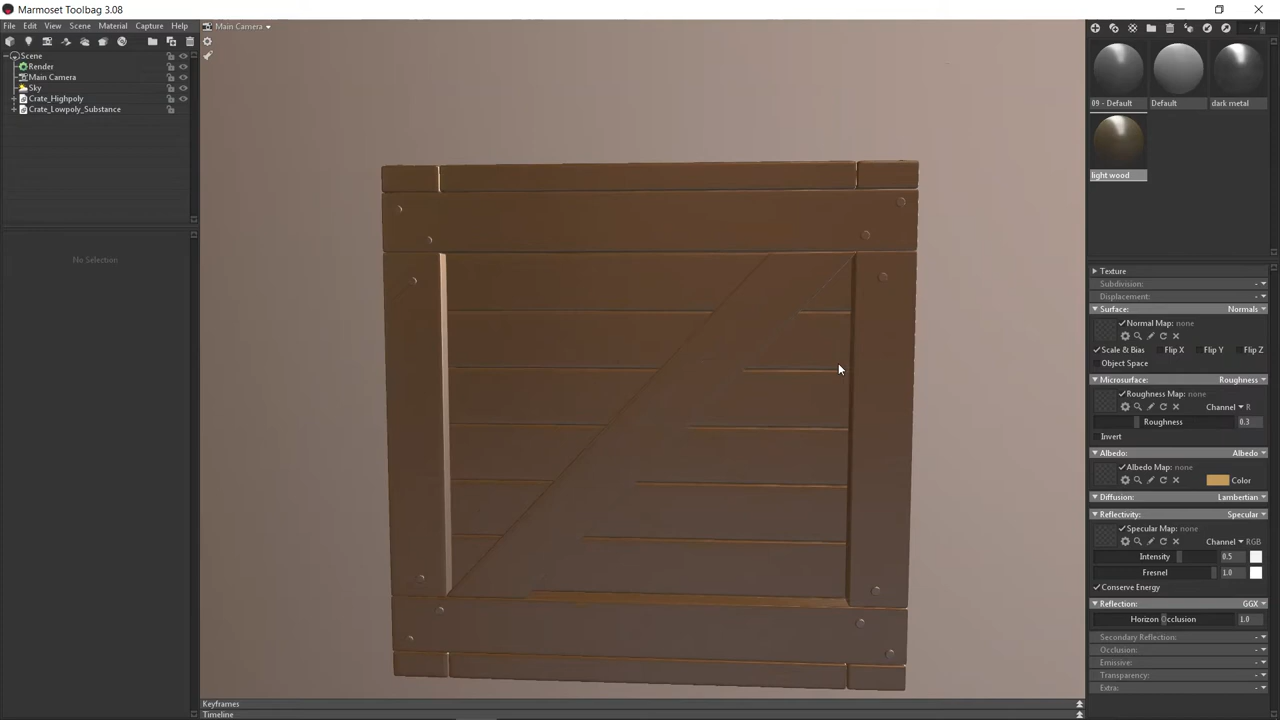 Marmoset Toolbag 3.08
File Edit View Scene Material Capture Help
Main Camera
- /
Scene
Render
Main Camera
Sky
Crate_Highpoly
Crate_Lowpoly_Substance
No Selection
09 - Default
Default
dark metal
light wood
Texture
Subdivision: -
Displacement: -
Surface: Normals
Normal Map: none
Scale & Bias Flip X Flip Y Flip Z
Object Space
Microsurface: Roughness
Roughness Map: none
Channel R
Roughness 0.3
Invert
Albedo: Albedo
Albedo Map: none
Color
Diffusion: Lambertian
Reflectivity: Specular
Specular Map: none
Channel RGB
Intensity 0.5
Fresnel 1.0
Conserve Energy
Reflection: GGX
Horizon Occlusion 1.0
Secondary Reflection: -
Occlusion: -
Emissive: -
Transparency: -
Extra: -
Keyframes
Timeline